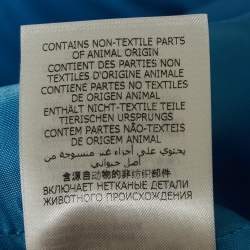 CONTAINS NON-TEXTILE PARTS
OF ANIMAL ORIGIN
CONTIENT DES PARTIES NON
TEXTILES D'ORIGINE ANIMALE
CONTIENE PARTES NO TEXTILES
DE ORIGEN ANIMAL
ENTHÄLT NICHT-TEXTILE TEILE
TIERISCHEN URSPRUNGS
CONTEM PARTES NÃO-TEXTEIS
DE ORIGEM ANIMAL
يحتوي على أجزاء غير منسوجة من
أصل حيواني
含源自动物的非纺织部件
ВКЛЮЧАЕТ НЕТКАНЫЕ ДЕТАЛИ
ЖИВОТНОГО ПРОИСХОЖДЕНИЯ